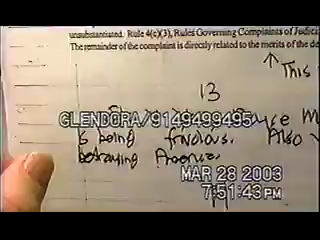 unsubstantiated. Rule 4(c)(3), Rules Governing Complaints of Judicia
The remainder of the complaint is directly related to the merits of the de
↑
This
13
GLENDORA/9149499495
is being frivolous. Also
betraying America.
MAR 28 2003
7:51:43 PM